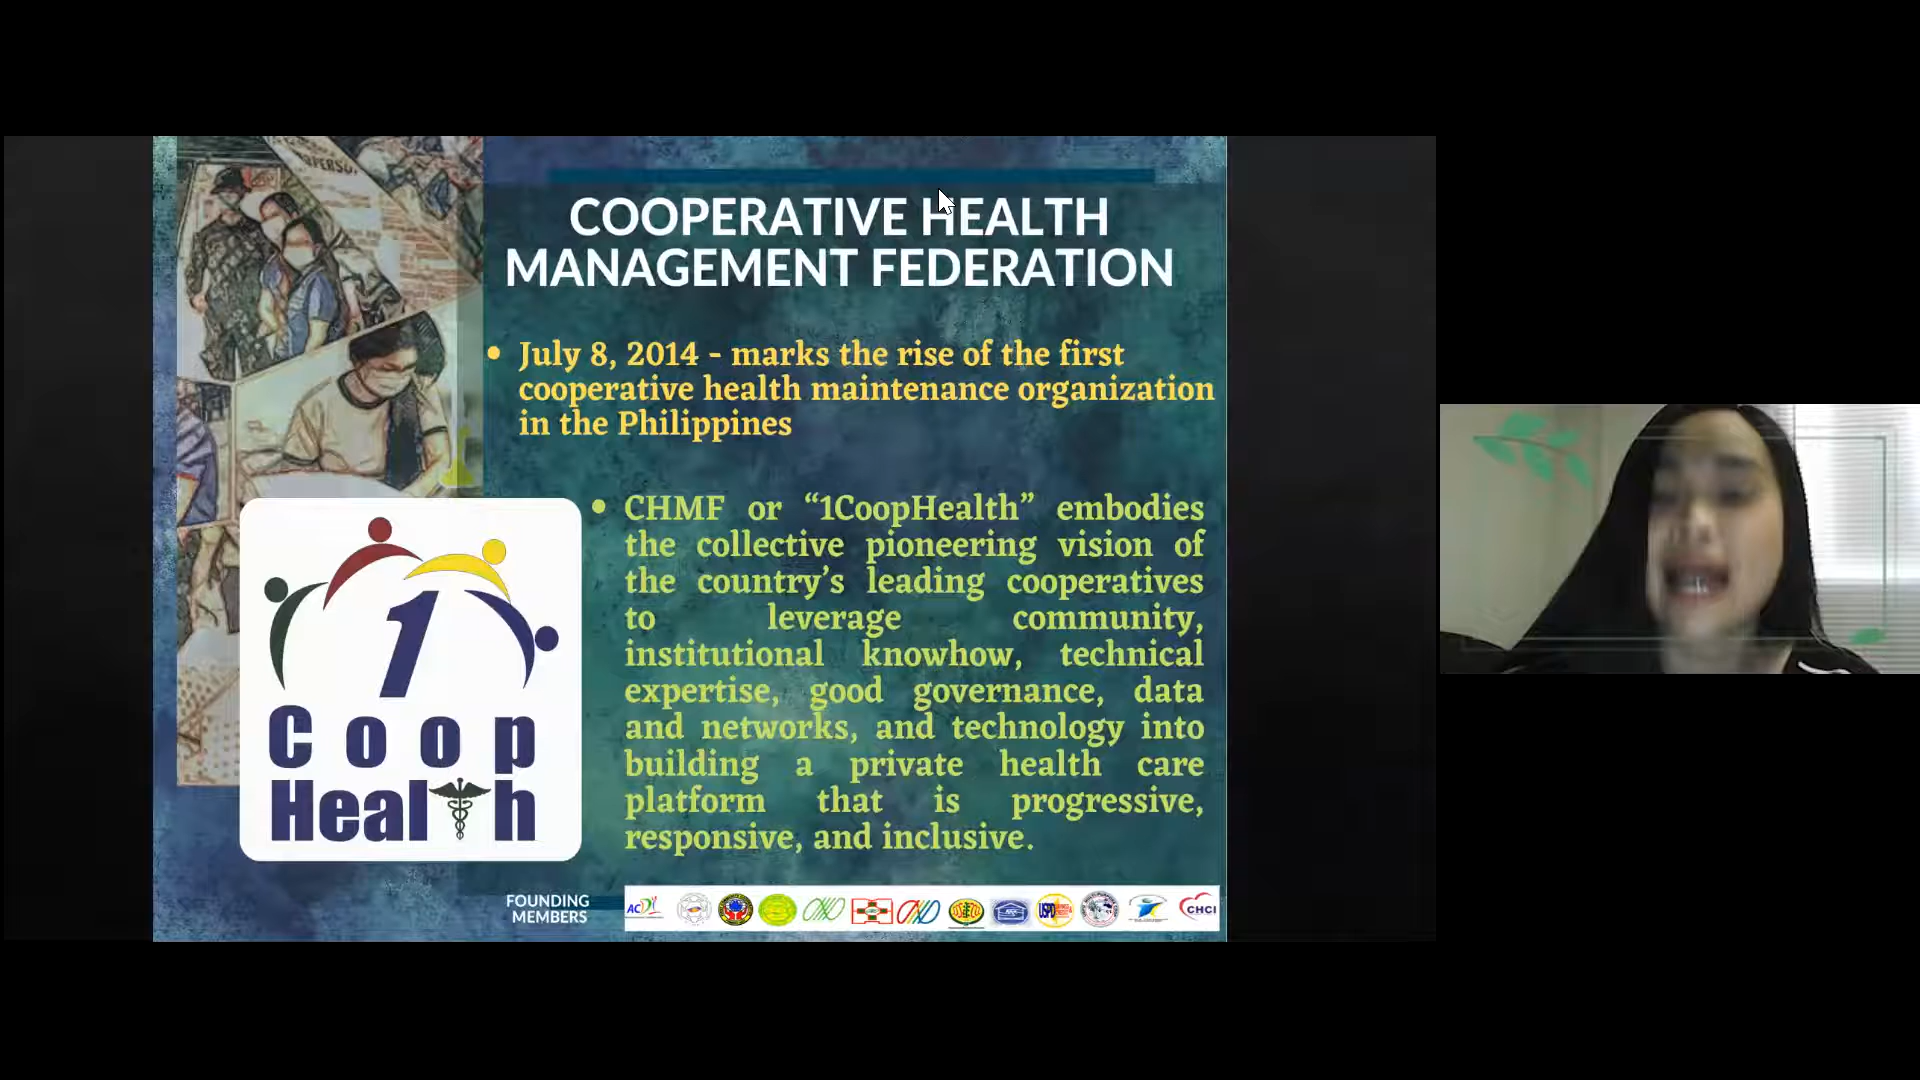 COOPERATIVE HEALTH
MANAGEMENT FEDERATION
• July 8, 2014 - marks the rise of the first
cooperative health maintenance organization
in the Philippines
• CHMF or “1CoopHealth” embodies
the collective pioneering vision of
the country’s leading cooperatives
to leverage community,
institutional knowhow, technical
expertise, good governance, data
and networks, and technology into
building a private health care
platform that is progressive,
responsive, and inclusive.
1
Coop
Health
FOUNDING
MEMBERS
ACDI
USPD
CHCI